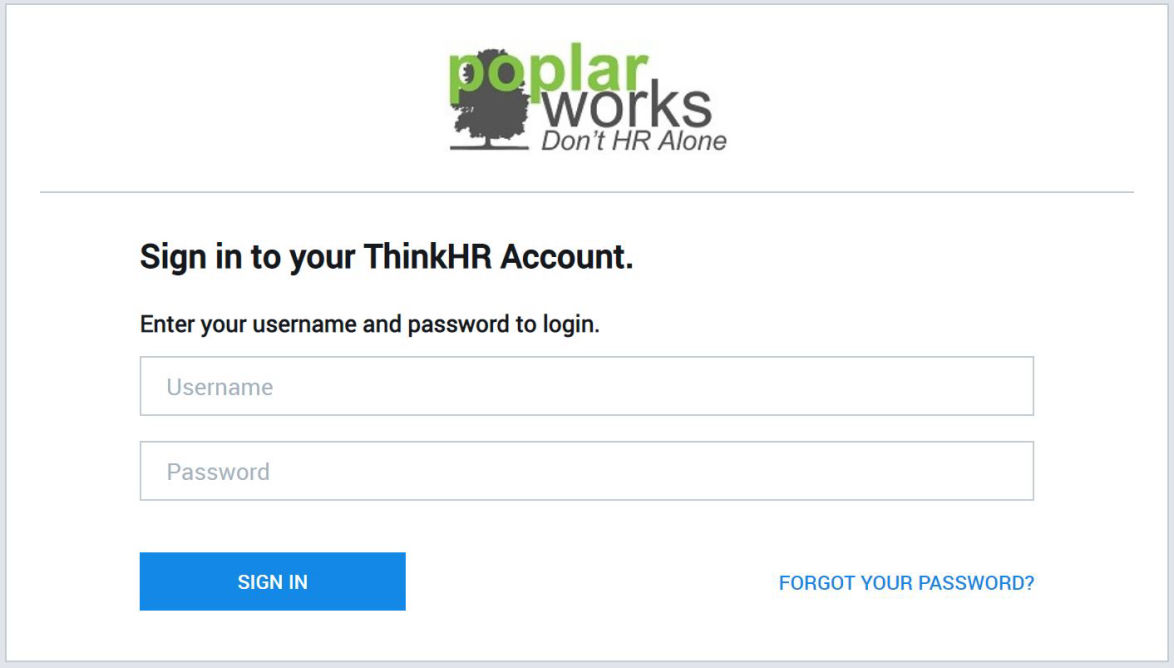 poplar
works
Don't HR Alone
Sign in to your ThinkHR Account.
Enter your username and password to login.
Username
Password
SIGN IN
FORGOT YOUR PASSWORD?